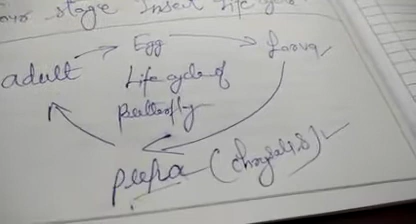 stage Insect Life
Egg
Larva
adult
Life cycle of
Butterfly
pupa (chrysalis)